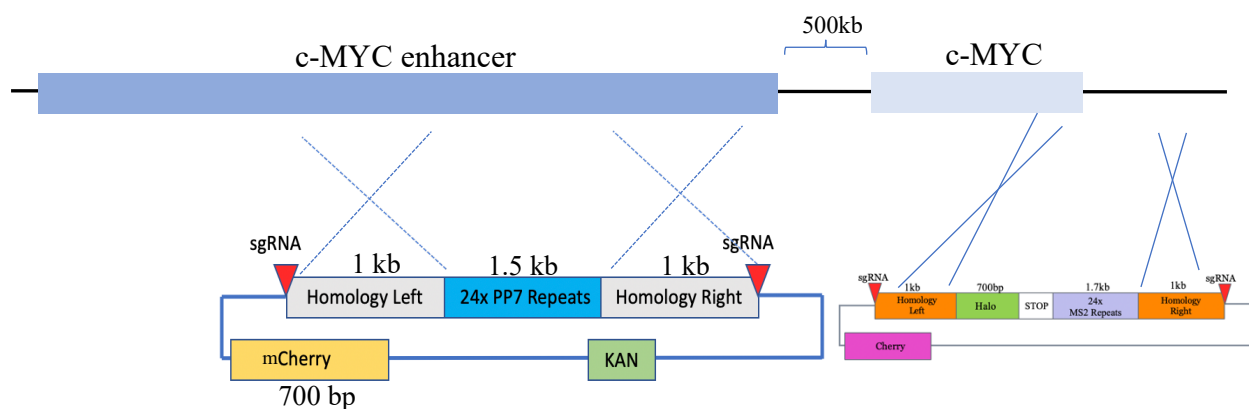 500kb
c-MYC enhancer
c-MYC
sgRNA
sgRNA
1 kb
1.5 kb
1 kb
Homology Left
24x PP7 Repeats
Homology Right
mCherry
KAN
700 bp
sgRNA
1kb
700bp
1.7kb
1kb
sgRNA
Homology
Left
Halo
STOP
24x
MS2 Repeats
Homology
Right
Cherry